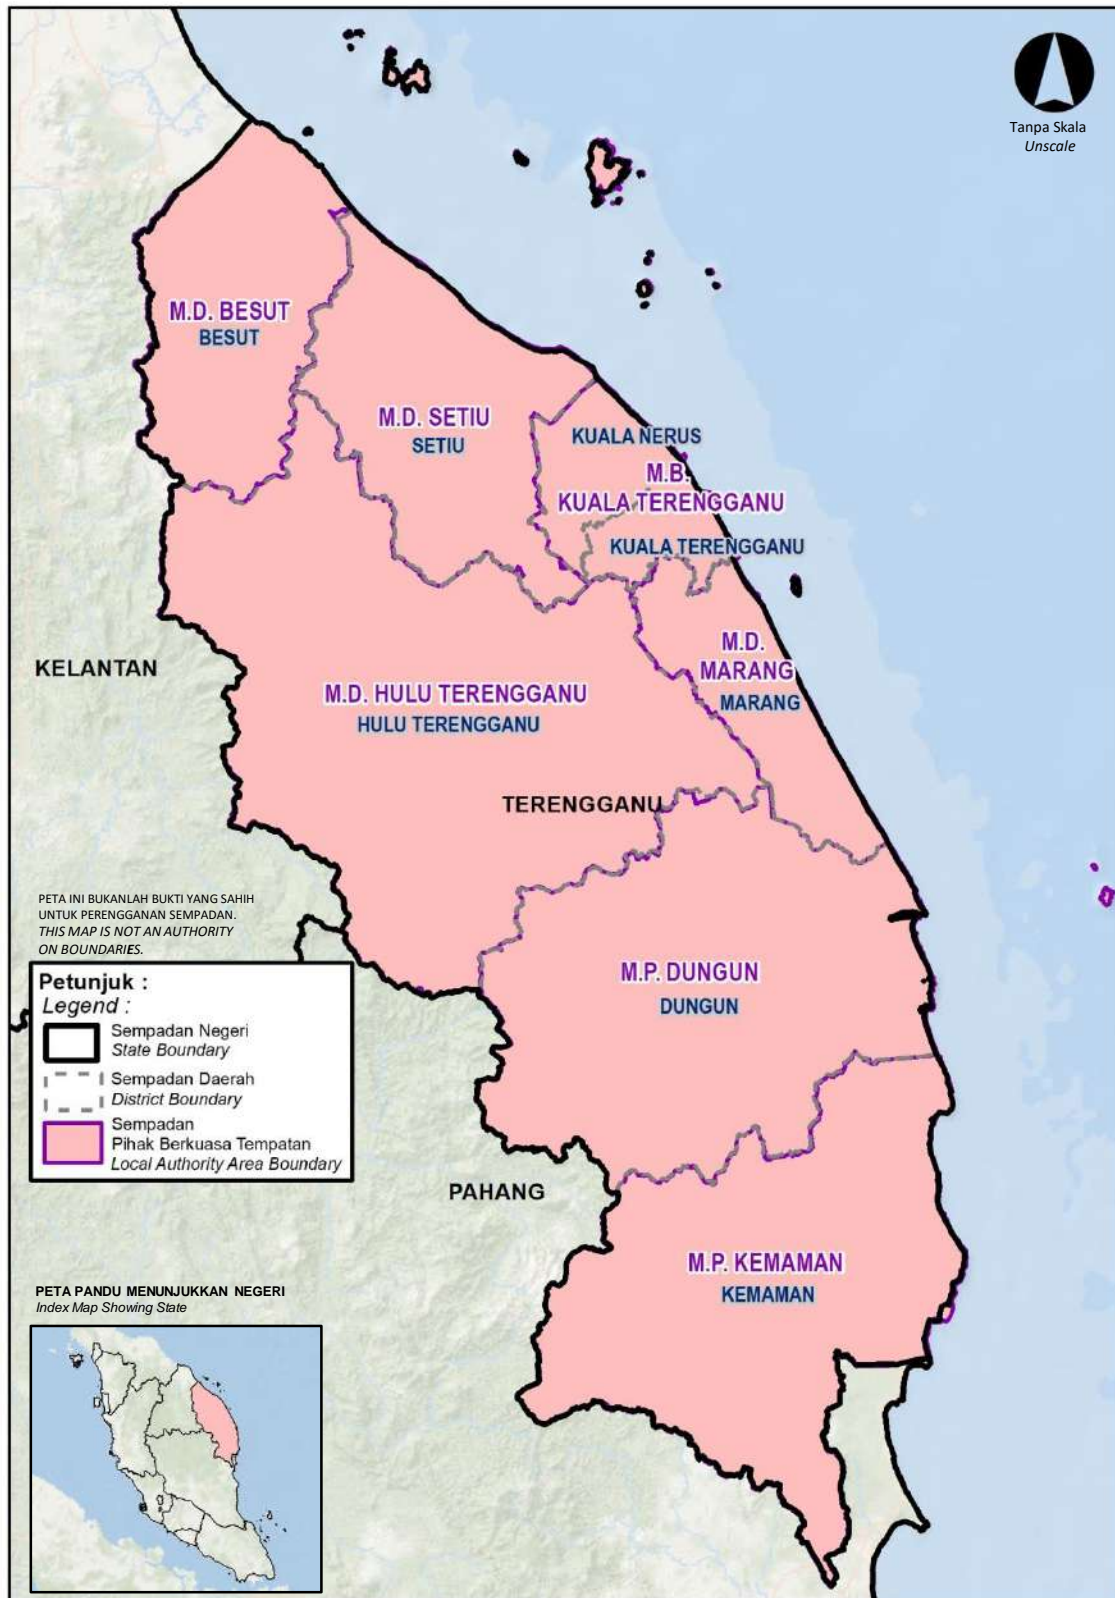 Tanpa Skala
Unscale
M.D. BESUT
BESUT
M.D. SETIU
SETIU
KUALA NERUS
M.B.
KUALA TERENGGANU
KUALA TERENGGANU
M.D.
MARANG
MARANG
KELANTAN
M.D. HULU TERENGGANU
HULU TERENGGANU
TERENGGANU
PETA INI BUKANLAH BUKTI YANG SAHIH
UNTUK PERENGGANAN SEMPADAN.
THIS MAP IS NOT AN AUTHORITY
ON BOUNDARIES.
M.P. DUNGUN
DUNGUN
Petunjuk :
Legend :
Sempadan Negeri
State Boundary
Sempadan Daerah
District Boundary
Sempadan
Pihak Berkuasa Tempatan
Local Authority Area Boundary
PAHANG
M.P. KEMAMAN
KEMAMAN
PETA PANDU MENUNJUKKAN NEGERI
Index Map Showing State